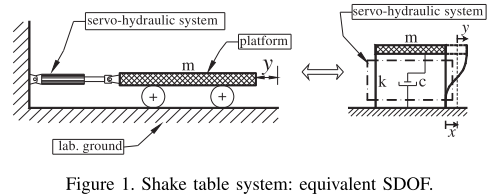 servo-hydraulic system
platform
m
y
lab. ground
servo-hydraulic system
y
m
k
c
x
Figure 1. Shake table system: equivalent SDOF.